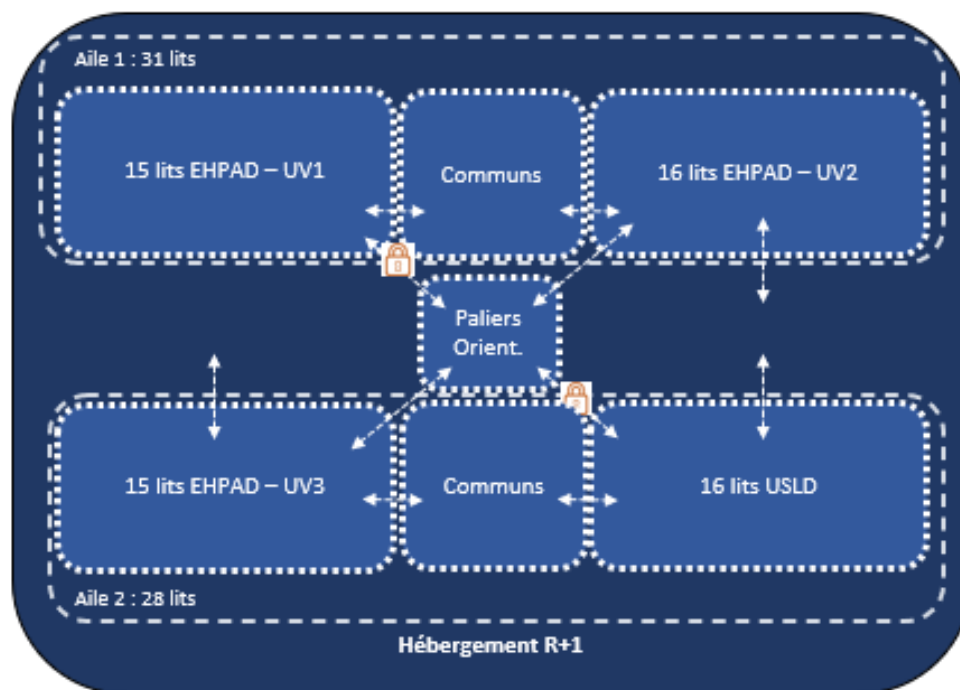 Aile 1 : 31 lits
15 lits EHPAD – UV1
Communs
16 lits EHPAD – UV2
Paliers
Orient.
15 lits EHPAD – UV3
Communs
16 lits USLD
Aile 2 : 28 lits
Hébergement R+1